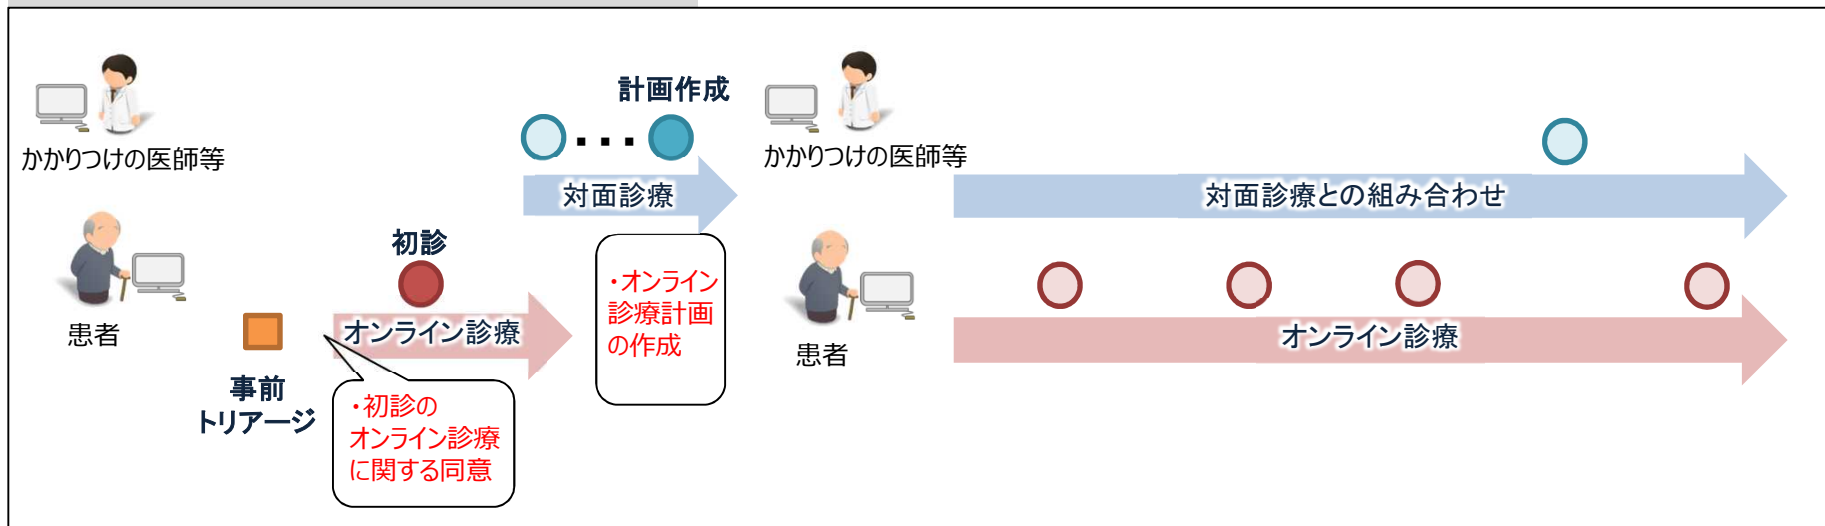 かかりつけの医師等
患者
事前
トリアージ
初診
オンライン診療
・初診の
オンライン診療
に関する同意
計画作成
・・・
対面診療
・オンライン
診療計画
の作成
かかりつけの医師等
患者
対面診療との組み合わせ
オンライン診療